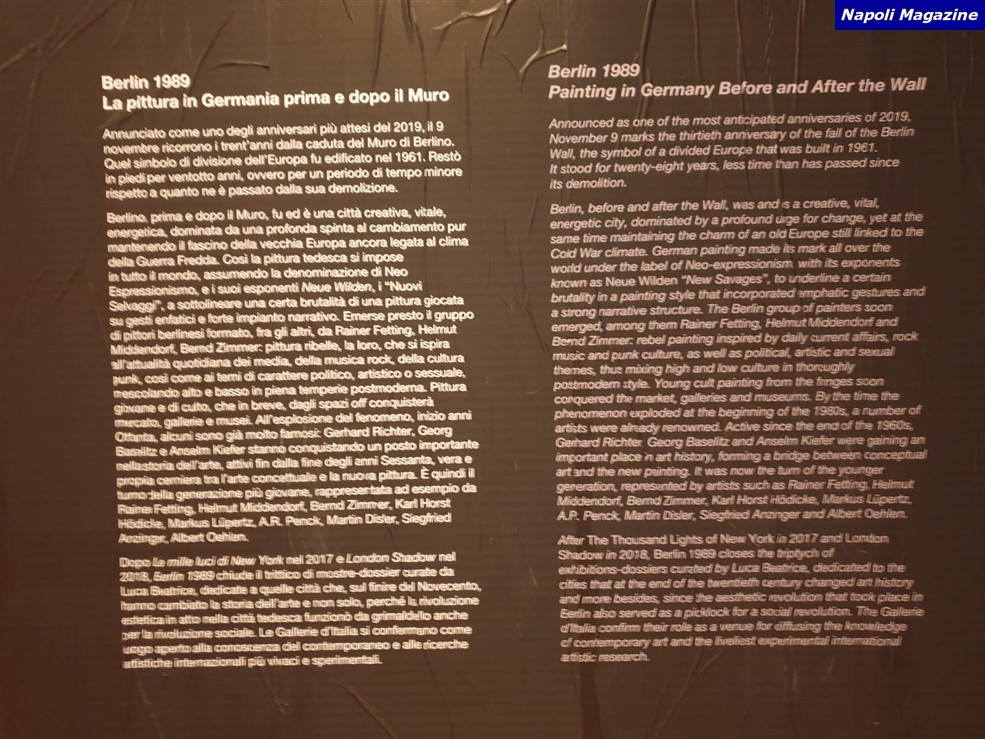 Napoli Magazine
Berlin 1989
La pittura in Germania prima e dopo il Muro
Annunciato come uno degli anniversari più attesi del 2019, il 9
novembre ricorrono i trent'anni dalla caduta del Muro di Berlino.
Quel simbolo di divisione dell'Europa fu edificato nel 1961. Restò
in piedi per ventotto anni, ovvero per un periodo di tempo minore
rispetto a quanto ne è passato dalla sua demolizione.
Berlino, prima e dopo il Muro, fu ed è una città creativa, vitale,
energetica, dominata da una profonda spinta al cambiamento pur
mantenendo il fascino della vecchia Europa ancora legata al clima
della Guerra Fredda. Così la pittura tedesca si impose
in tutto il mondo, assumendo la denominazione di Neo
Espressionismo, e i suoi esponenti Neue Wilden, i "Nuovi
Selvaggi", a sottolineare una certa brutalità di una pittura giocata
su gesti enfatici e forte impianto narrativo. Emerse presto il gruppo
di pittori berlinesi formato, fra gli altri, da Rainer Fetting, Helmut
Middendorf, Bernd Zimmer: pittura ribelle, la loro, che si ispira
all'attualità quotidiana dei media, della musica rock, della cultura
punk, così come ai temi di carattere politico, artistico o sessuale,
mescolando alto e basso in piena temperie postmoderna. Pittura
giovane e di culto, che in breve, dagli spazi off conquisterà
mercato, gallerie e musei. All'esplosione del fenomeno, inizio anni
Ottanta, alcuni sono già molto famosi: Gerhard Richter, Georg
Baselitz e Anselm Kiefer stanno conquistando un posto importante
nella storia dell'arte, attivi fin dalla fine degli anni Sessanta, vera e
propria cerniera tra l'arte concettuale e la nuova pittura. È quindi il
turno della generazione più giovane, rappresentata ad esempio da
Rainer Fetting, Helmut Middendorf, Bernd Zimmer, Karl Horst
Hödicke, Markus Lüpertz, A.R. Penck, Martin Disler, Siegfried
Anzinger, Albert Oehlen.
Dopo Le mille luci di New York nel 2017 e London Shadow nel
2018, Berlin 1989 chiude il trittico di mostre-dossier curate da
Luca Beatrice, dedicate a quelle città che, sul finire del Novecento,
hanno cambiato la storia dell'arte e non solo, perché la rivoluzione
estetica in atto nella città tedesca funzionò da grimaldello anche
per la rivoluzione sociale. Le Gallerie d'Italia si confermano come
luogo aperto alla conoscenza del contemporaneo e alle ricerche
artistiche internazionali più vivaci e sperimentali.
Berlin 1989
Painting in Germany Before and After the Wall
Announced as one of the most anticipated anniversaries of 2019,
November 9 marks the thirtieth anniversary of the fall of the Berlin
Wall, the symbol of a divided Europe that was built in 1961.
It stood for twenty-eight years, less time than has passed since
its demolition.
Berlin, before and after the Wall, was and is a creative, vital,
energetic city, dominated by a profound urge for change, yet at the
same time maintaining the charm of an old Europe still linked to the
Cold War climate. German painting made its mark all over the
world under the label of Neo-expressionism, with its exponents
known as Neue Wilden "New Savages", to underline a certain
brutality in a painting style that incorporated emphatic gestures and
a strong narrative structure. The Berlin group of painters soon
emerged, among them Rainer Fetting, Helmut Middendorf and
Bernd Zimmer: rebel painting inspired by daily current affairs, rock
music and punk culture, as well as political, artistic and sexual
themes, thus mixing high and low culture in thoroughly
postmodern style. Young cult painting from the fringes soon
conquered the market, galleries and museums. By the time the
phenomenon exploded at the beginning of the 1980s, a number of
artists were already renowned. Active since the end of the 1960s,
Gerhard Richter, Georg Baselitz and Anselm Kiefer were gaining an
important place in art history, forming a bridge between conceptual
art and the new painting. It was now the turn of the younger
generation, represented by artists such as Rainer Fetting, Helmut
Middendorf, Bernd Zimmer, Karl Horst Hödicke, Markus Lüpertz,
A.R. Penck, Martin Disler, Siegfried Anzinger and Albert Oehlen.
After The Thousand Lights of New York in 2017 and London
Shadow in 2018, Berlin 1989 closes the triptych of
exhibitions-dossiers curated by Luca Beatrice, dedicated to the
cities that at the end of the twentieth century changed art history
and more besides, since the aesthetic revolution that took place in
Berlin also served as a picklock for a social revolution. The Gallerie
d'Italia confirm their role as a venue for diffusing the knowledge
of contemporary art and the liveliest experimental international
artistic research.